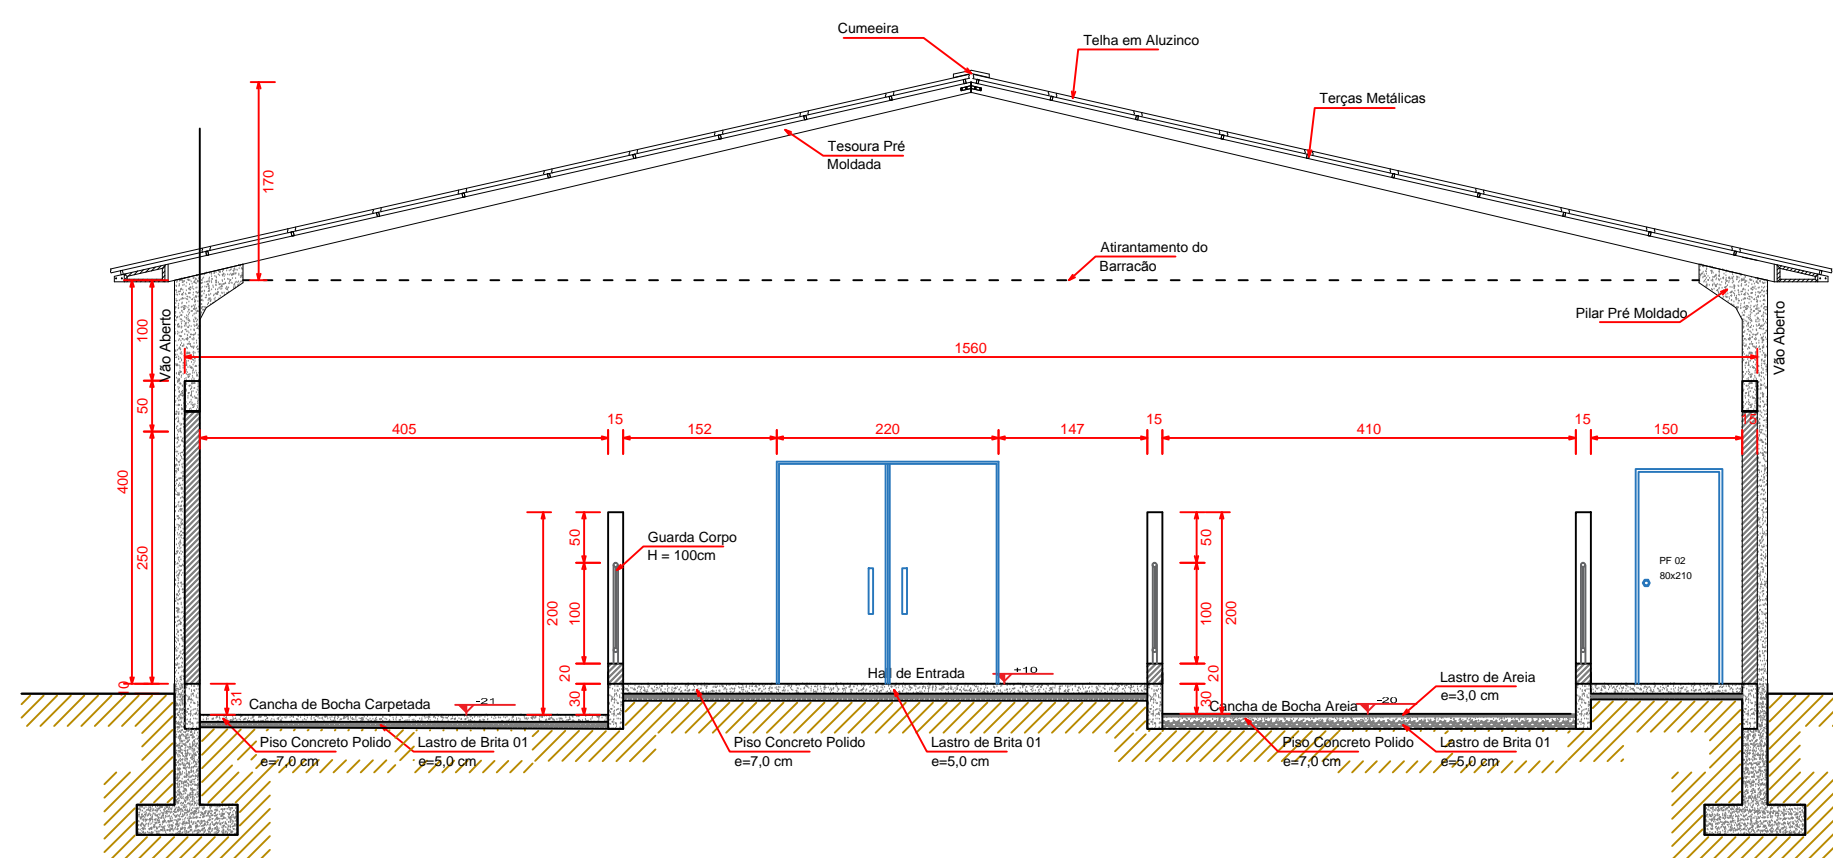 Cumeeira
Telha em Aluzinco
Terças Metálicas
Tesoura Pré
Moldada
170
Atirantamento do
Barracão
Pilar Pré Moldado
Vão Aberto
Vão Aberto
100
1560
50
400
250
405
15
152
220
147
15
410
15
150
15
Guarda Corpo
H = 100cm
50
100
200
20
30
50
100
200
20
30
PF 02
80x210
10
31
Hall de Entrada
+10
Cancha de Bocha Carpetada
-21
Lastro de Areia
e=3,0 cm
Cancha de Bocha Areia
-20
Piso Concreto Polido
e=7,0 cm
Lastro de Brita 01
e=5,0 cm
Piso Concreto Polido
e=7,0 cm
Lastro de Brita 01
e=5,0 cm
Piso Concreto Polido
e=7,0 cm
Lastro de Brita 01
e=5,0 cm